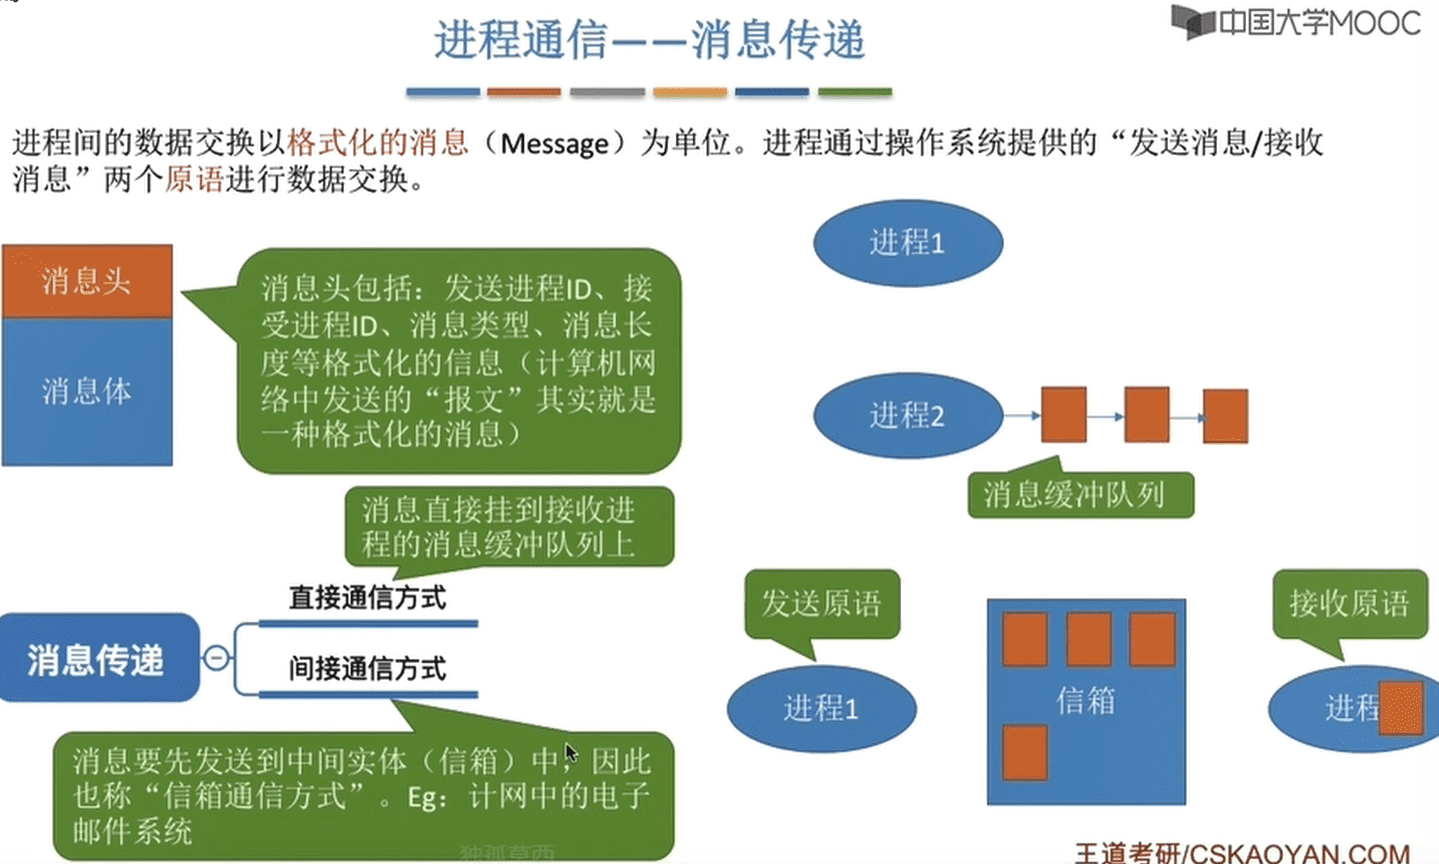 进程通信——消息传递
中国大学MOOC
进程间的数据交换以格式化的消息（Message）为单位。进程通过操作系统提供的“发送消息/接收
消息”两个原语进行数据交换。
消息头
消息体
消息头包括：发送进程ID、接
受进程ID、消息类型、消息长
度等格式化的信息（计算机网
络中发送的“报文”其实就是
一种格式化的消息）
进程1
进程2
消息缓冲队列
消息直接挂到接收进
程的消息缓冲队列上
直接通信方式
消息传递
间接通信方式
消息要先发送到中间实体（信箱）中，因此
也称“信箱通信方式”。Eg：计网中的电子
邮件系统
发送原语
进程1
信箱
接收原语
进程
独孤莫西
王道考研/CSKAOYAN.COM